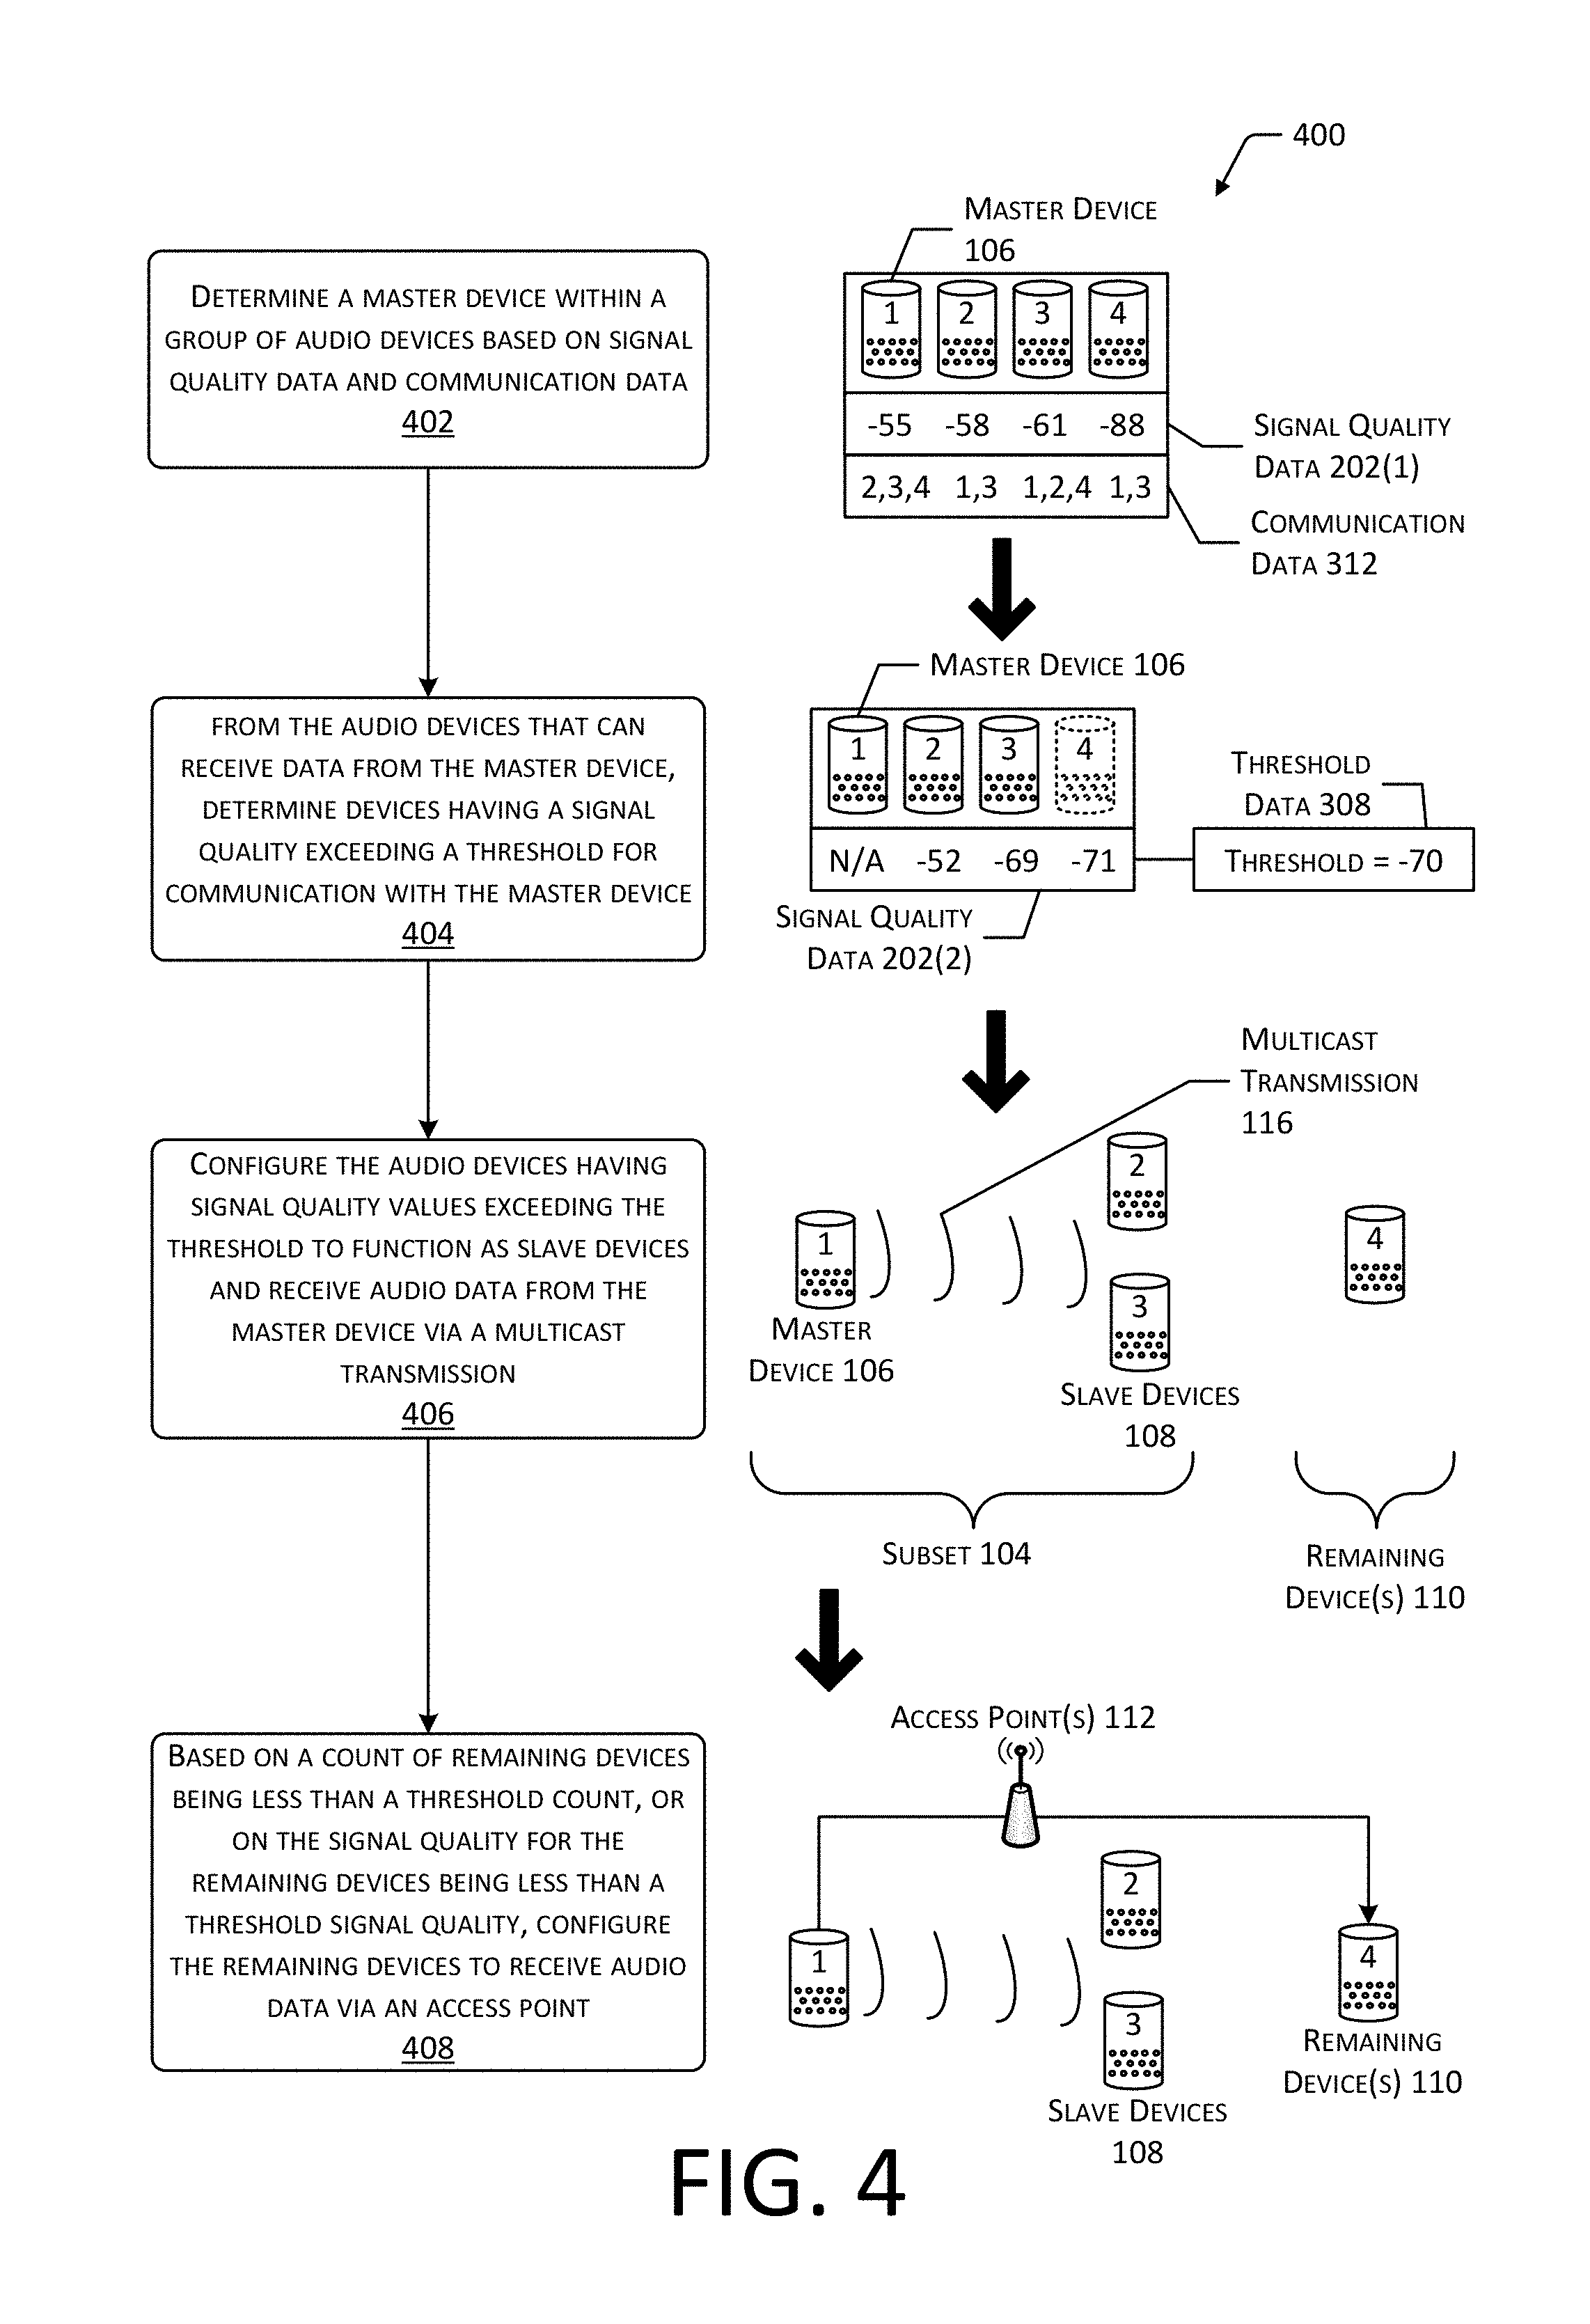 400
Master Device
106
Determine a master device within a
group of audio devices based on signal
quality data and communication data
402
1 2 3 4
-55 -58 -61 -88
2,3,4 1,3 1,2,4 1,3
Signal Quality
Data 202(1)
Communication
Data 312
Master Device 106
from the audio devices that can
receive data from the master device,
determine devices having a signal
quality exceeding a threshold for
communication with the master device
404
1 2 3 4
N/A -52 -69 -71
Threshold
Data 308
Threshold = -70
Signal Quality
Data 202(2)
Multicast
Transmission
116
Configure the audio devices having
signal quality values exceeding the
threshold to function as slave devices
and receive audio data from the
master device via a multicast
transmission
406
2
1
4
3
Master
Device 106
Slave Devices
108
Subset 104
Remaining
Device(s) 110
Access Point(s) 112
Based on a count of remaining devices
being less than a threshold count, or
on the signal quality for the
remaining devices being less than a
threshold signal quality, configure
the remaining devices to receive audio
data via an access point
408
2
1
4
3
Remaining
Device(s) 110
Slave Devices
108
FIG. 4